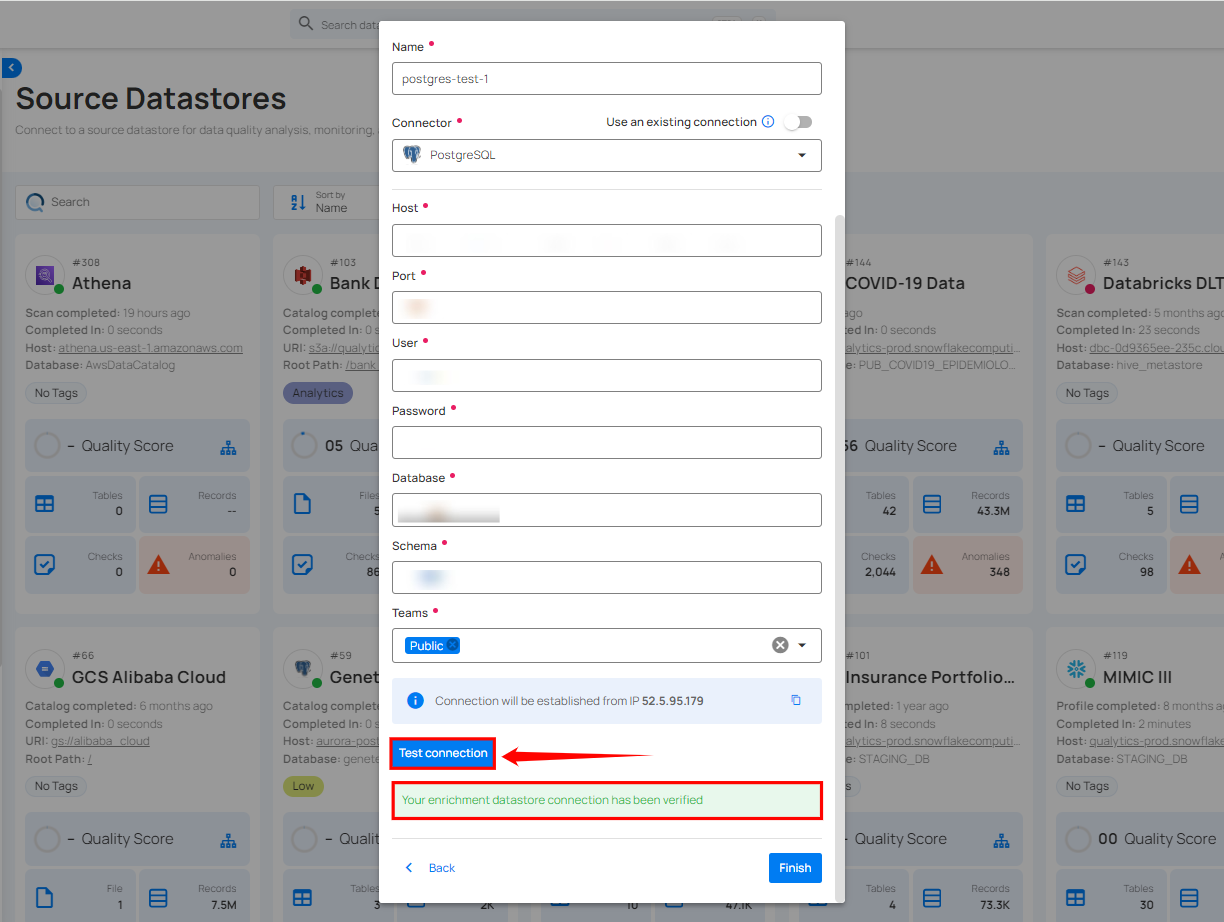 Search data
Source Datastores
Connect to a source datastore for data quality analysis, monitoring,
Search
Sort by
Name
#308
Athena
Scan completed: 19 hours ago
Completed In: 0 seconds
Host: athena.us-east-1.amazonaws.com
Database: AwsDataCatalog
No Tags
– Quality Score
Tables
0
Records
--
Checks
0
Anomalies
0
#103
Bank D
Catalog complete
Completed In: 0 s
URI: s3a://qualytic
Root Path: /bank_
Analytics
05 Qua
Files
5
Checks
86
Name
postgres-test-1
Connector
Use an existing connection
PostgreSQL
Host
Port
User
Password
Database
Schema
Teams
Public
Connection will be established from IP 52.5.95.179
Test connection
Your enrichment datastore connection has been verified
Back
Finish
#144
COVID-19 Data
ago
ed In: 0 seconds
alytics-prod.snowflakecomputi...
e: PUB_COVID19_EPIDEMIOLO...
56 Quality Score
Tables
42
Records
43.3M
Checks
2,044
Anomalies
348
#143
Databricks DLT
Scan completed: 5 months ago
Completed In: 23 seconds
Host: dbc-0d9365ee-235c.clou
Database: hive_metastore
No Tags
– Quality Score
Tables
5
Checks
98
#66
GCS Alibaba Cloud
Catalog completed: 6 months ago
Completed In: 0 seconds
URI: gs://alibaba_cloud
Root Path: /
No Tags
– Quality Score
File
1
Records
7.5M
#59
Genet
Catalog complete
Completed In: 0 s
Host: aurora-post
Database: genete
Low
– Qualit
Tables
3
2K
10
47.1K
#101
Insurance Portfolio...
completed: 1 year ago
ed In: 8 seconds
alytics-prod.snowflakecomputi...
e: STAGING_DB
s
- Quality Score
Tables
4
Records
73.3K
#119
MIMIC III
Profile completed: 8 months ago
Completed In: 2 minutes
Host: qualytics-prod.snowflake
Database: STAGING_DB
No Tags
00 Quality Score
Tables
30